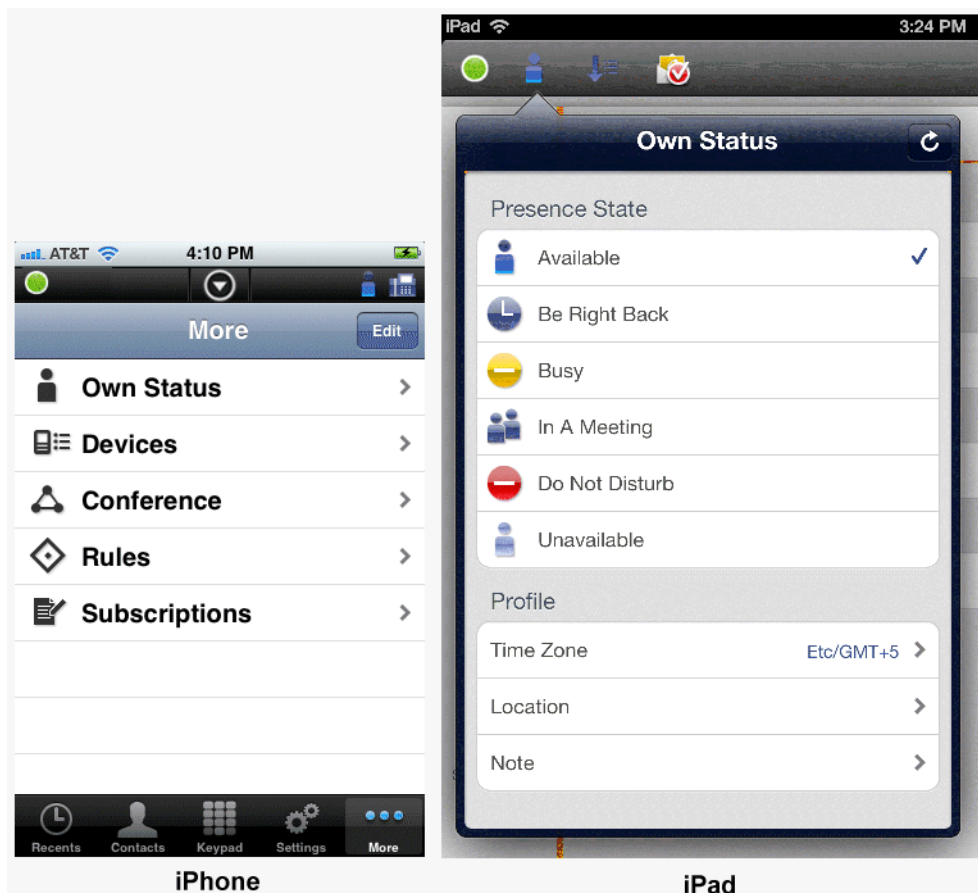 AT&T 4:10 PM
More Edit
Own Status
Devices
Conference
Rules
Subscriptions
Recents Contacts Keypad Settings More
iPhone
iPad 3:24 PM
Own Status
Presence State
Available
Be Right Back
Busy
In A Meeting
Do Not Disturb
Unavailable
Profile
Time Zone Etc/GMT+5
Location
Note
iPad